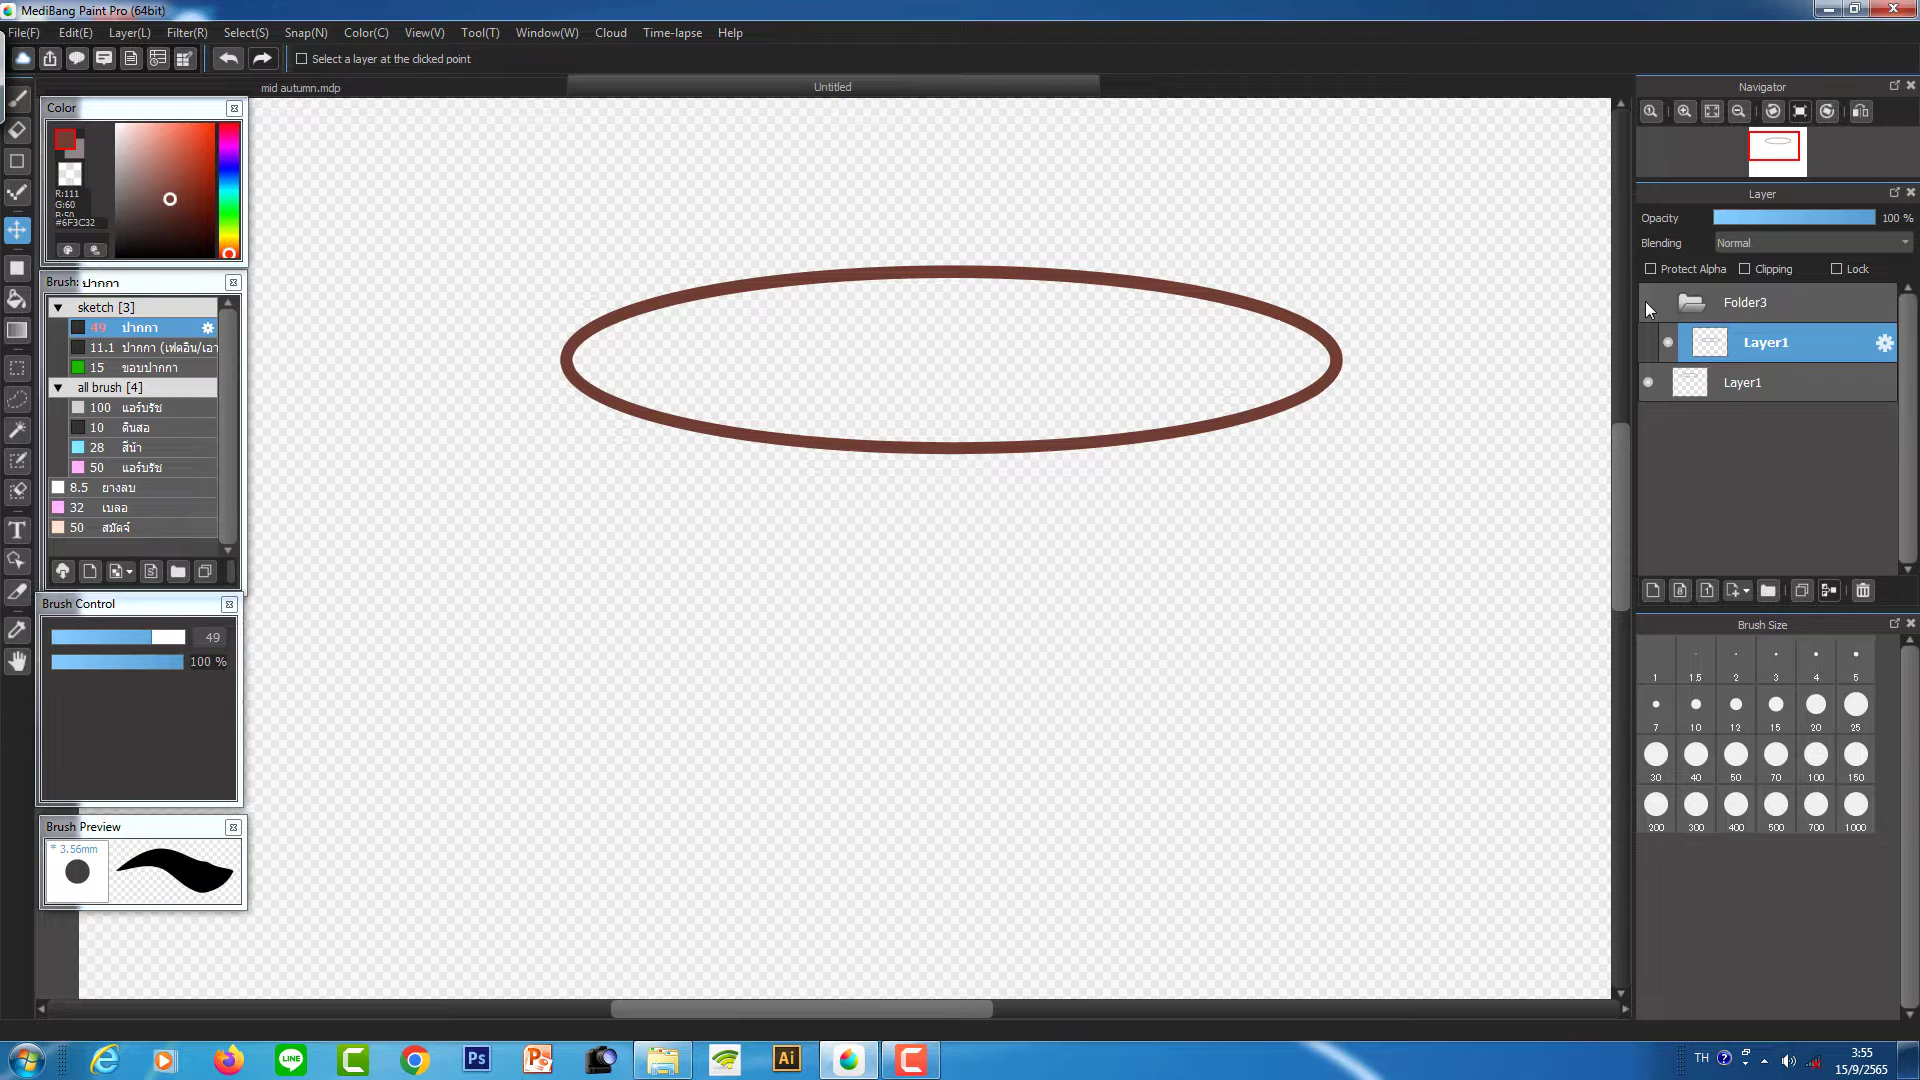 MediBang Paint Pro (64bit)
File(F) Edit(E) Layer(L) Filter(R) Select(S) Snap(N) Color(C) View(V) Tool(T) Window(W) Cloud Time-lapse Help
Select a layer at the clicked point
mid autumn.mdp Untitled
Color
R:111
G:60
B:50
#6F3C32
Brush: ปากกา
sketch [3]
49 ปากกา
11.1 ปากกา (เฟดอิน/เอา
15 ขอบปากกา
all brush [4]
100 แอร์บรัช
10 ดินสอ
28 สีน้ำ
50 แอร์บรัช
8.5 ยางลบ
32 เบลอ
50 สมัดจ์
Brush Control
49
100 %
Brush Preview
* 3.56mm
Navigator
Layer
Opacity 100 %
Blending Normal
Protect Alpha Clipping Lock
Folder3
Layer1
Layer1
Brush Size
1 1.5 2 3 4 5
7 10 12 15 20 25
30 40 50 70 100 150
200 300 400 500 700 1000
LINE
Ps
Ai
TH
3:55
15/9/2565